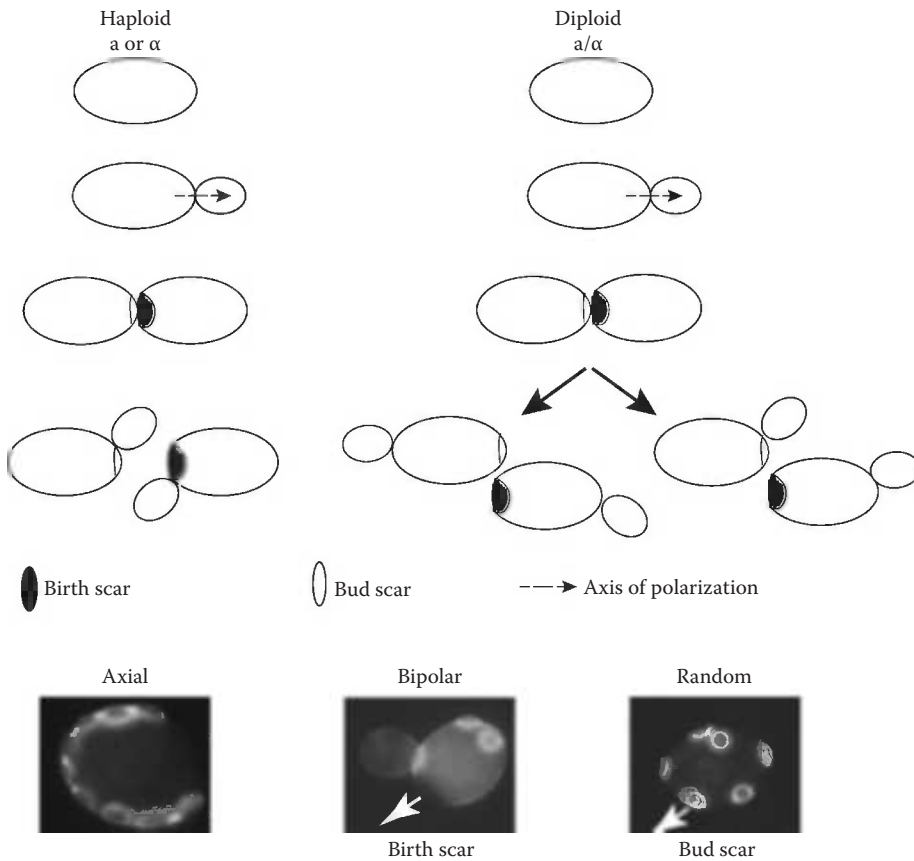 Haploid
a or α
Diploid
a/α
Birth scar
Bud scar
Axis of polarization
Axial
Bipolar
Random
Birth scar
Bud scar